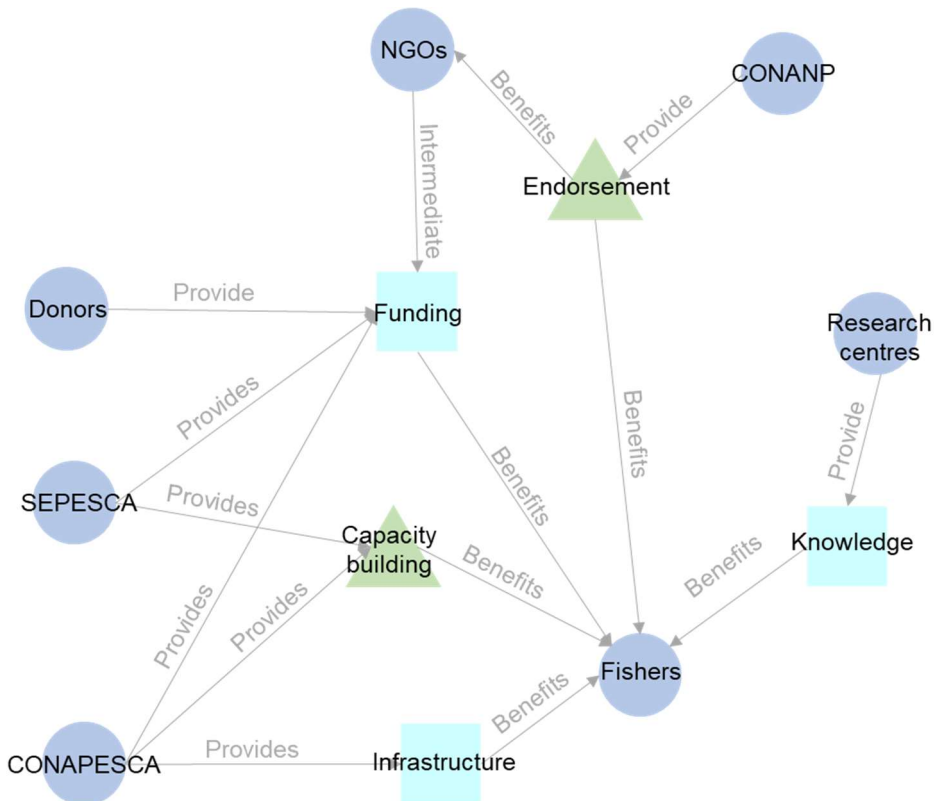 NGOs
CONANP
Benefits
Provide
Intermediate
Endorsement
Donors
Provide
Funding
Research
centres
Provides
Benefits
Benefits
Provide
SEPESCA
Provides
Capacity
building
Benefits
Knowledge
Benefits
Provides
Provides
Fishers
Benefits
CONAPESCA
Provides
Infrastructure